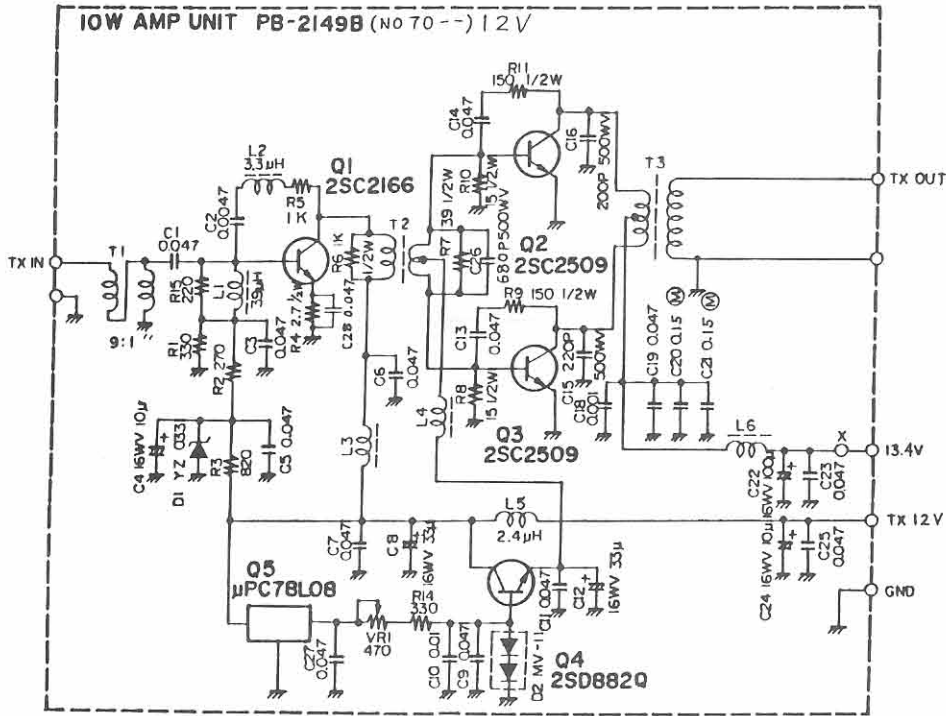 10W AMP UNIT PB-2149B (NO 70--) 12V
R11
150 1/2W
C14
0.047
R10
15 1/2W
C16
200P 500WV
T3
TX OUT
L2
3.3µH
R5
1K
Q1
2SC2166
C2
0.0047
C1
0.047
T1
TX IN
9:1
R15
220
L1
39µH
R1
330
R2 270
C3
0.047
R4 2.7 ½W
C28 0.047
R6 1K
1/2W
T2
R7
39 1/2W
C26
680P500WV
Q2
2SC2509
R9 150 1/2W
C13
0.047
R8
15 1/2W
C15
220P
500WV
C18
0.001
C19 0.047
C20 0.15 Ⓜ
C21 0.15 Ⓜ
C6
0.047
L3
L4
Q3
2SC2509
L6
X
13.4V
C22
16WV 100µ
C23
0.047
C4 16WV 10µ
D1 YZ 033
R3
820
C5 0.047
L5
2.4µH
TX 12V
C24 16WV 10µ
C25
0.047
GND
C7
0.047
C8
16WV 33µ
C11 0.047
C12
16WV 33µ
Q5
µPC78L08
C27
0.047
VR1
470
R14
330
C10 0.01
C9 0.047
D2 MV-11
Q4
2SD882Q